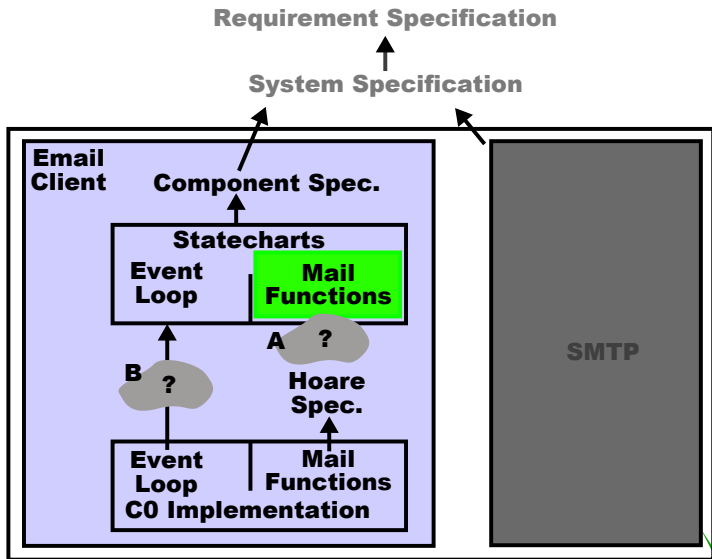 Requirement Specification
System Specification
Email
Client
Component Spec.
Statecharts
Event
Loop
Mail
Functions
A
?
B
?
Hoare
Spec.
SMTP
Event
Loop
Mail
Functions
C0 Implementation